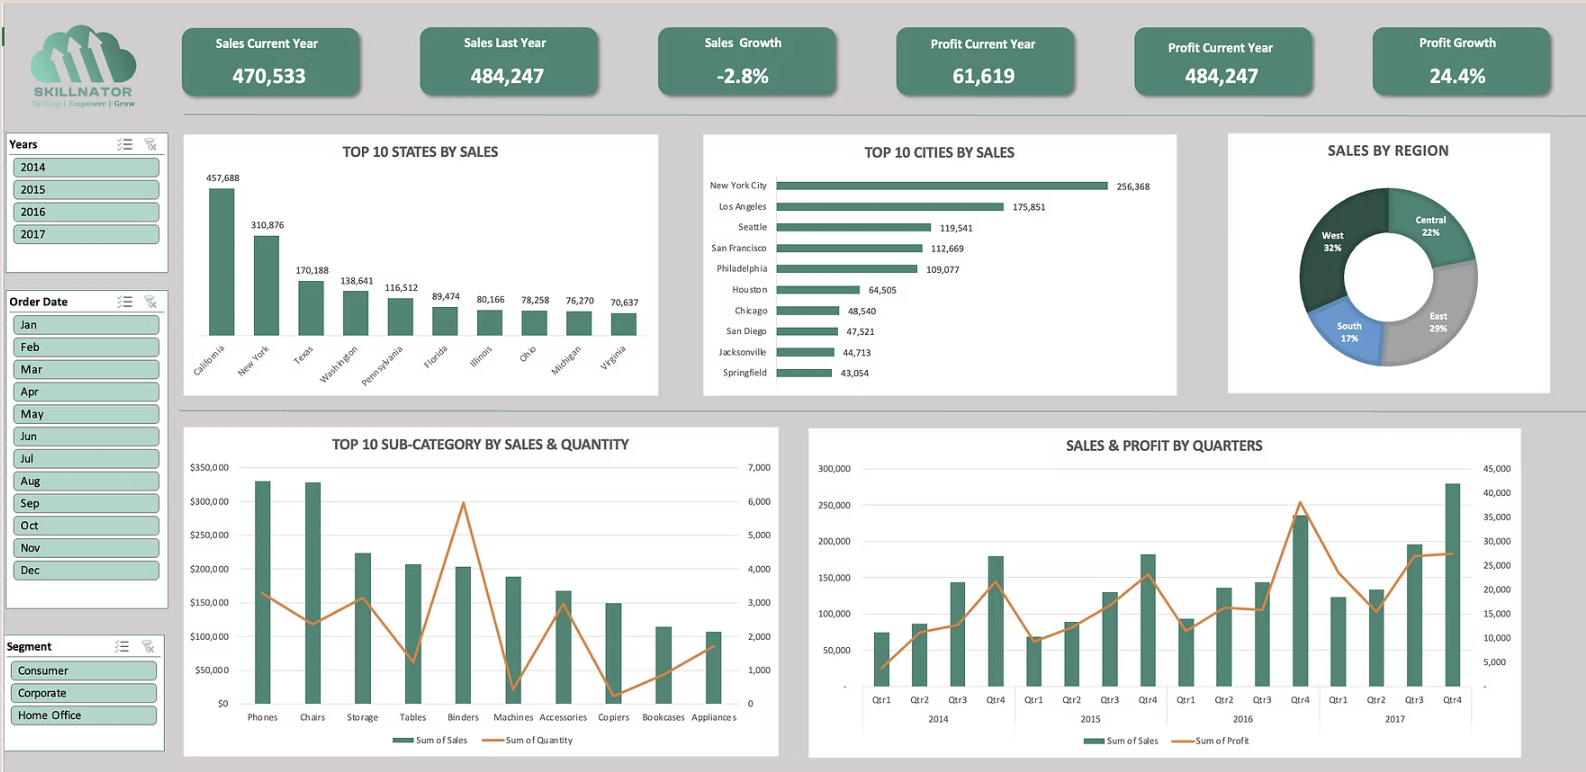 SKILLNATOR
Skill up | Empower | Grow
Sales Current Year
470,533
Sales Last Year
484,247
Sales Growth
-2.8%
Profit Current Year
61,619
Profit Current Year
484,247
Profit Growth
24.4%
Years
2014
2015
2016
2017
Order Date
Jan
Feb
Mar
Apr
May
Jun
Jul
Aug
Sep
Oct
Nov
Dec
Segment
Consumer
Corporate
Home Office
TOP 10 STATES BY SALES
457,688
310,876
170,188
138,641
116,512
89,474
80,166
78,258
76,270
70,637
California
New York
Texas
Washington
Pennsylvania
Florida
Illinois
Ohio
Michigan
Virginia
TOP 10 CITIES BY SALES
New York City 256,368
Los Angeles 175,851
Seattle 119,541
San Francisco 112,669
Philadelphia 109,077
Houston 64,505
Chicago 48,540
San Diego 47,521
Jacksonville 44,713
Springfield 43,054
SALES BY REGION
Central
22%
West
32%
East
29%
South
17%
TOP 10 SUB-CATEGORY BY SALES & QUANTITY
$350,000 7,000
$300,000 6,000
$250,000 5,000
$200,000 4,000
$150,000 3,000
$100,000 2,000
$50,000 1,000
$0 0
Phones Chairs Storage Tables Binders Machines Accessories Copiers Bookcases Appliances
Sum of Sales Sum of Quantity
SALES & PROFIT BY QUARTERS
300,000
250,000
200,000
150,000
100,000
50,000
-
45,000
40,000
35,000
30,000
25,000
20,000
15,000
10,000
5,000
-
Qtr1 Qtr2 Qtr3 Qtr4 Qtr1 Qtr2 Qtr3 Qtr4 Qtr1 Qtr2 Qtr3 Qtr4 Qtr1 Qtr2 Qtr3 Qtr4
2014 2015 2016 2017
Sum of Sales Sum of Profit